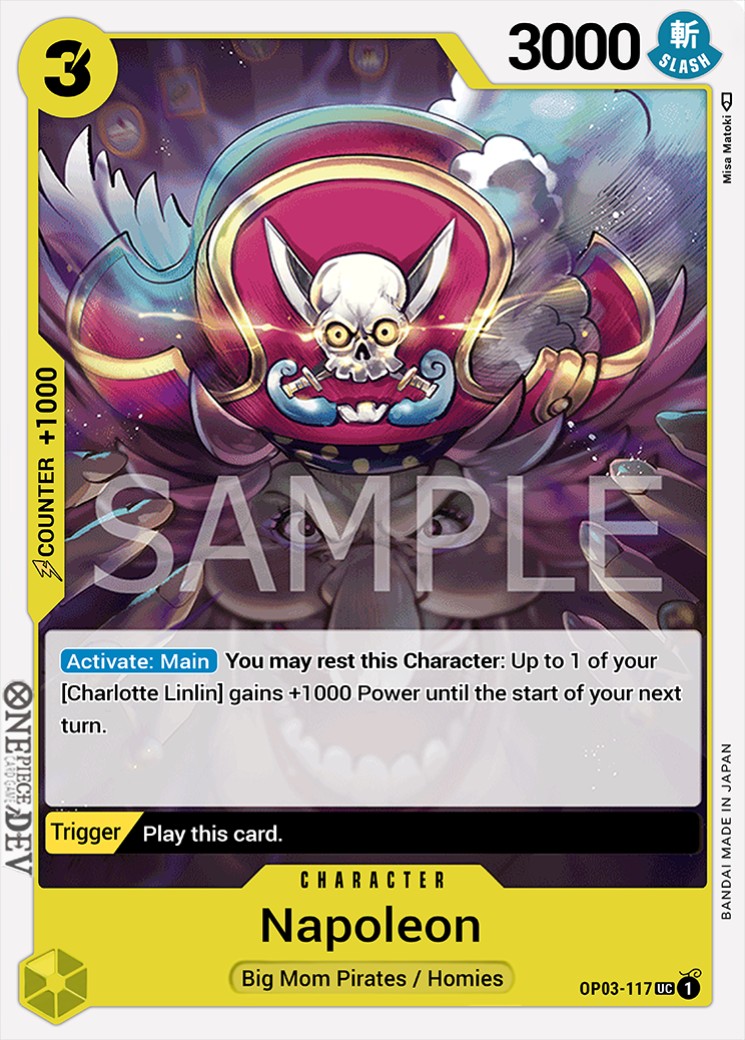 3
3000
斬
SLASH
Misa Matoki
COUNTER +1000
SAMPLE
Activate: Main You may rest this Character: Up to 1 of your
[Charlotte Linlin] gains +1000 Power until the start of your next
turn.
Trigger Play this card.
ONE PIECE
CARD GAME
/DEV
BANDAI MADE IN JAPAN
CHARACTER
Napoleon
Big Mom Pirates / Homies
OP03-117 UC 1